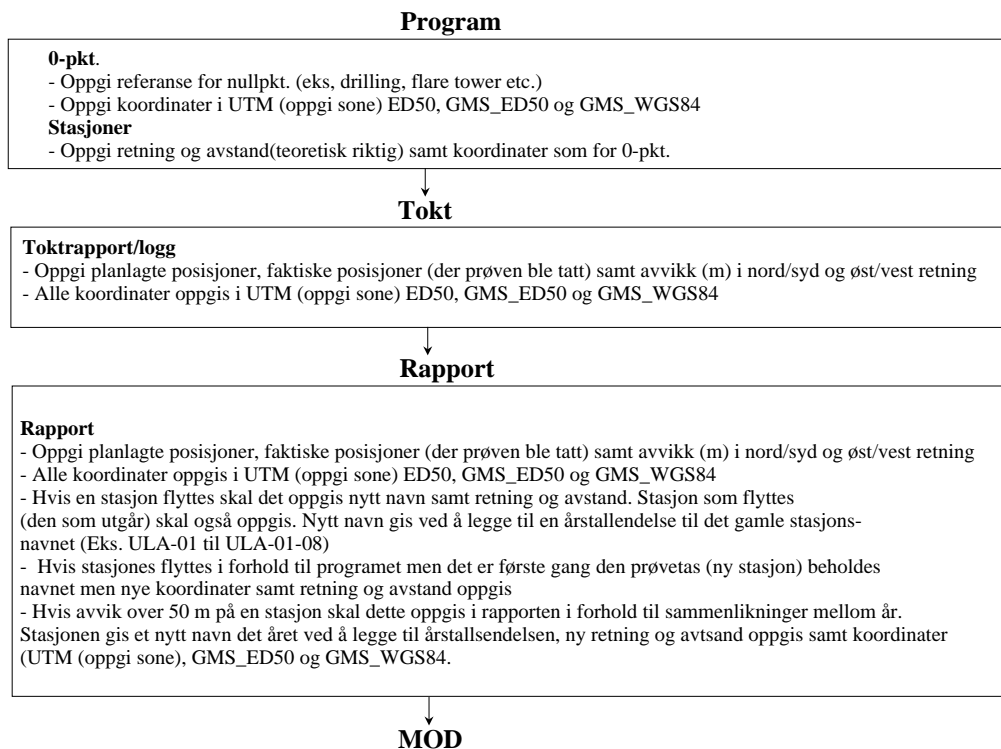 Program
0-pkt.
- Oppgi referanse for nullpkt. (eks, drilling, flare tower etc.)
- Oppgi koordinater i UTM (oppgi sone) ED50, GMS_ED50 og GMS_WGS84
Stasjoner
- Oppgi retning og avstand(teoretisk riktig) samt koordinater som for 0-pkt.
Tokt
Toktrapport/logg
- Oppgi planlagte posisjoner, faktiske posisjoner (der prøven ble tatt) samt avvikk (m) i nord/syd og øst/vest retning
- Alle koordinater oppgis i UTM (oppgi sone) ED50, GMS_ED50 og GMS_WGS84
Rapport
Rapport
- Oppgi planlagte posisjoner, faktiske posisjoner (der prøven ble tatt) samt avvikk (m) i nord/syd og øst/vest retning
- Alle koordinater oppgis i UTM (oppgi sone) ED50, GMS_ED50 og GMS_WGS84
- Hvis en stasjon flyttes skal det oppgis nytt navn samt retning og avstand. Stasjon som flyttes
(den som utgår) skal også oppgis. Nytt navn gis ved å legge til en årstallendelse til det gamle stasjons-
navnet (Eks. ULA-01 til ULA-01-08)
- Hvis stasjones flyttes i forhold til programet men det er første gang den prøvetas (ny stasjon) beholdes
navnet men nye koordinater samt retning og avstand oppgis
- Hvis avvik over 50 m på en stasjon skal dette oppgis i rapporten i forhold til sammenlikninger mellom år.
Stasjonen gis et nytt navn det året ved å legge til årstallsendelsen, ny retning og avtsand oppgis samt koordinater
(UTM (oppgi sone), GMS_ED50 og GMS_WGS84.
MOD